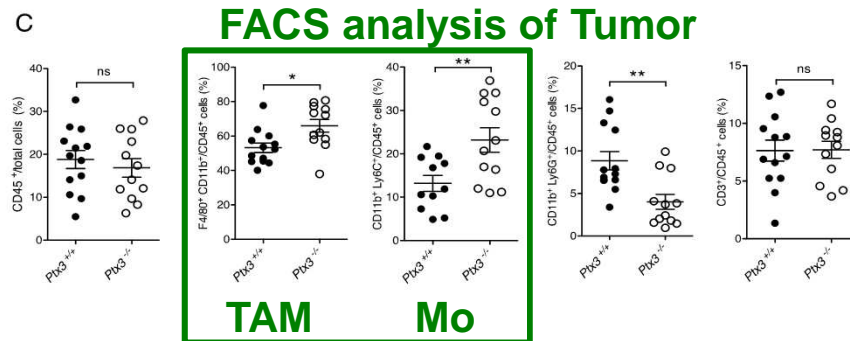 C
FACS analysis of Tumor
CD45 +/total cells (%)
40
30
20
10
0
ns
Ptx3 +/+
Ptx3 -/-
F4/80+ CD11b+/CD45+ cells (%)
100
80
60
40
20
0
*
Ptx3 +/+
Ptx3 -/-
TAM
CD11b+ Ly6C+/CD45+ cells (%)
40
30
20
10
0
**
Ptx3 +/+
Ptx3 -/-
Mo
CD11b+ Ly6G+/CD45+ cells (%)
20
15
10
5
0
**
Ptx3 +/+
Ptx3 -/-
CD3+/CD45 + cells (%)
15
10
5
0
ns
Ptx3 +/+
Ptx3 -/-